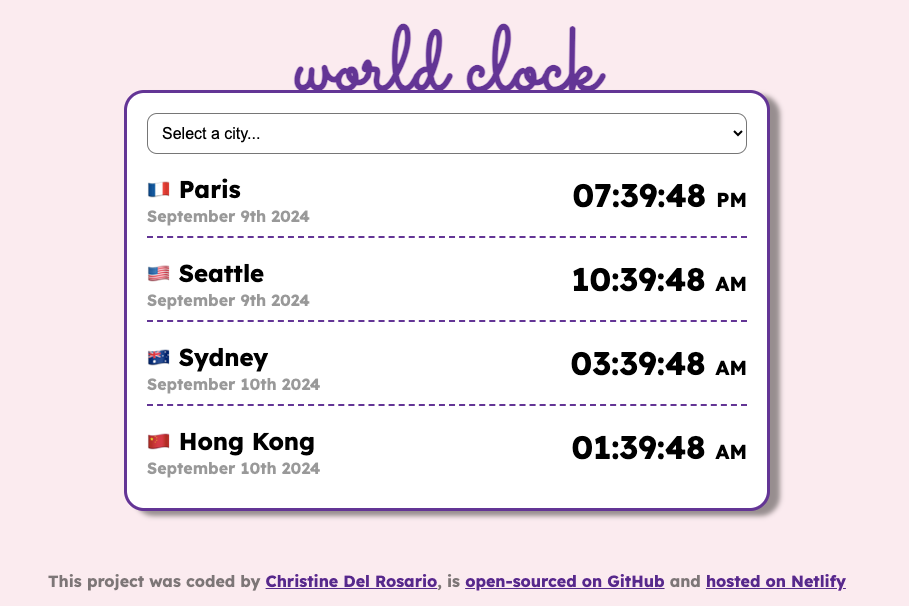 world clock
Select a city...
🇫🇷 Paris
07:39:48 PM
September 9th 2024
🇺🇸 Seattle
10:39:48 AM
September 9th 2024
🇦🇺 Sydney
03:39:48 AM
September 10th 2024
🇨🇳 Hong Kong
01:39:48 AM
September 10th 2024
This project was coded by Christine Del Rosario, is open-sourced on GitHub and hosted on Netlify